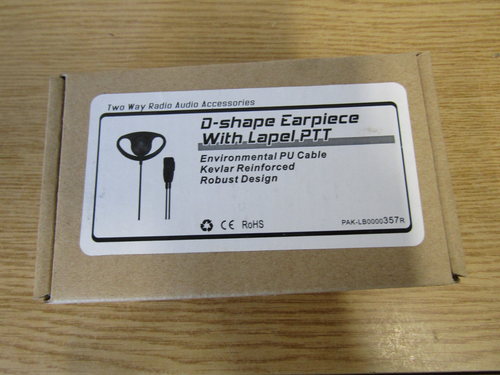 Two Way Radio Audio Accessories
D-shape Earpiece
With Lapel PTT
Environmental PU Cable
Kevlar Reinforced
Robust Design
CE RoHS
PAK-LB0000357R